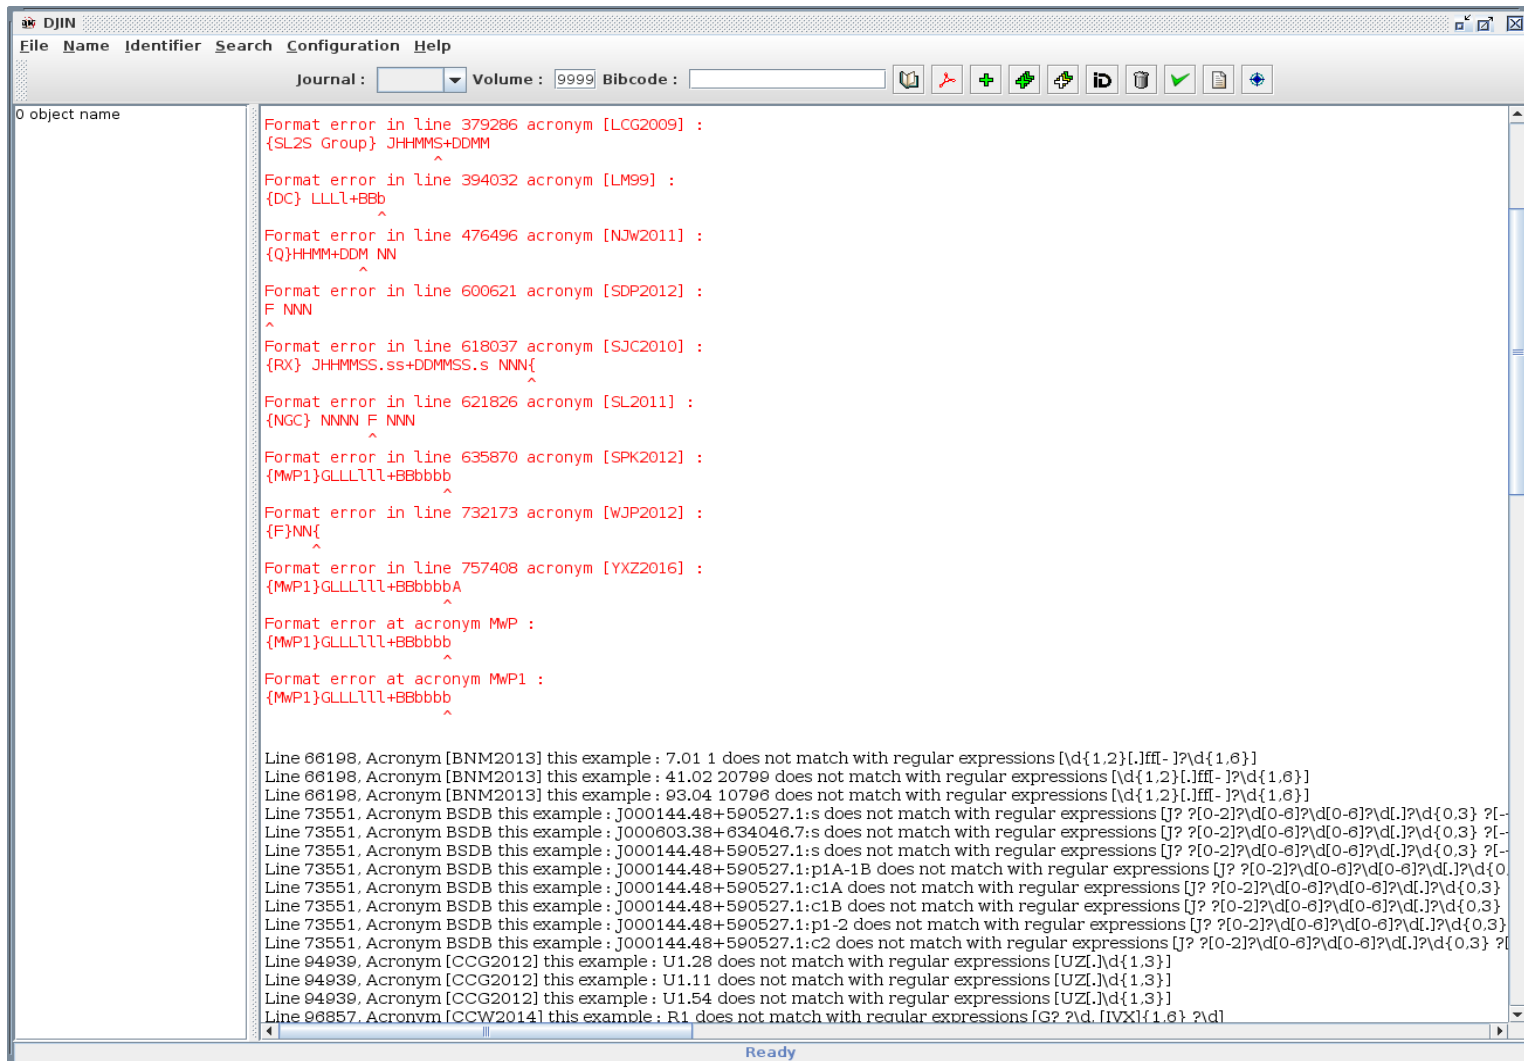 DJIN
File Name Identifier Search Configuration Help
Journal : Volume : 9999 Bibcode : iD
0 object name
Format error in line 379286 acronym [LCG2009] :
{SL2S Group} JHHMMS+DDMM
^
Format error in line 394032 acronym [LM99] :
{DC} LLLl+BBb
^
Format error in line 476496 acronym [NJW2011] :
{Q}HHMM+DDM NN
^
Format error in line 600621 acronym [SDP2012] :
F NNN
^
Format error in line 618037 acronym [SJC2010] :
{RX} JHHMMSS.ss+DDMMSS.s NNN{
^
Format error in line 621826 acronym [SL2011] :
{NGC} NNNN F NNN
^
Format error in line 635870 acronym [SPK2012] :
{MWP1}GLLLlll+BBbbbb
^
Format error in line 732173 acronym [WJP2012] :
{F}NN{
^
Format error in line 757408 acronym [YXZ2016] :
{MWP1}GLLLlll+BBbbbbA
^
Format error at acronym MWP :
{MWP1}GLLLlll+BBbbbb
^
Format error at acronym MWP1 :
{MWP1}GLLLlll+BBbbbb
^
Line 66198, Acronym [BNM2013] this example : 7.01 1 does not match with regular expressions [\d{1,2}[.]ff[- ]?\d{1,6}]
Line 66198, Acronym [BNM2013] this example : 41.02 20799 does not match with regular expressions [\d{1,2}[.]ff[- ]?\d{1,6}]
Line 66198, Acronym [BNM2013] this example : 93.04 10796 does not match with regular expressions [\d{1,2}[.]ff[- ]?\d{1,6}]
Line 73551, Acronym BSDB this example : J000144.48+590527.1:s does not match with regular expressions [J? ?[0-2]?\d[0-6]?\d[0-6]?\d[.]?\d{0,3} ?[-
Line 73551, Acronym BSDB this example : J000603.38+634046.7:s does not match with regular expressions [J? ?[0-2]?\d[0-6]?\d[0-6]?\d[.]?\d{0,3} ?[-
Line 73551, Acronym BSDB this example : J000144.48+590527.1:s does not match with regular expressions [J? ?[0-2]?\d[0-6]?\d[0-6]?\d[.]?\d{0,3} ?[-
Line 73551, Acronym BSDB this example : J000144.48+590527.1:p1A-1B does not match with regular expressions [J? ?[0-2]?\d[0-6]?\d[0-6]?\d[.]?\d{0,
Line 73551, Acronym BSDB this example : J000144.48+590527.1:c1A does not match with regular expressions [J? ?[0-2]?\d[0-6]?\d[0-6]?\d[.]?\d{0,3}
Line 73551, Acronym BSDB this example : J000144.48+590527.1:c1B does not match with regular expressions [J? ?[0-2]?\d[0-6]?\d[0-6]?\d[.]?\d{0,3}
Line 73551, Acronym BSDB this example : J000144.48+590527.1:p1-2 does not match with regular expressions [J? ?[0-2]?\d[0-6]?\d[0-6]?\d[.]?\d{0,3}
Line 73551, Acronym BSDB this example : J000144.48+590527.1:c2 does not match with regular expressions [J? ?[0-2]?\d[0-6]?\d[0-6]?\d[.]?\d{0,3} ?[
Line 94939, Acronym [CCG2012] this example : U1.28 does not match with regular expressions [UZ[.]\d{1,3}]
Line 94939, Acronym [CCG2012] this example : U1.11 does not match with regular expressions [UZ[.]\d{1,3}]
Line 94939, Acronym [CCG2012] this example : U1.54 does not match with regular expressions [UZ[.]\d{1,3}]
Line 96857, Acronym [CCW2014] this example : R1 does not match with regular expressions [G? ?\d, [IVX]{1,6} ?\d]
Ready